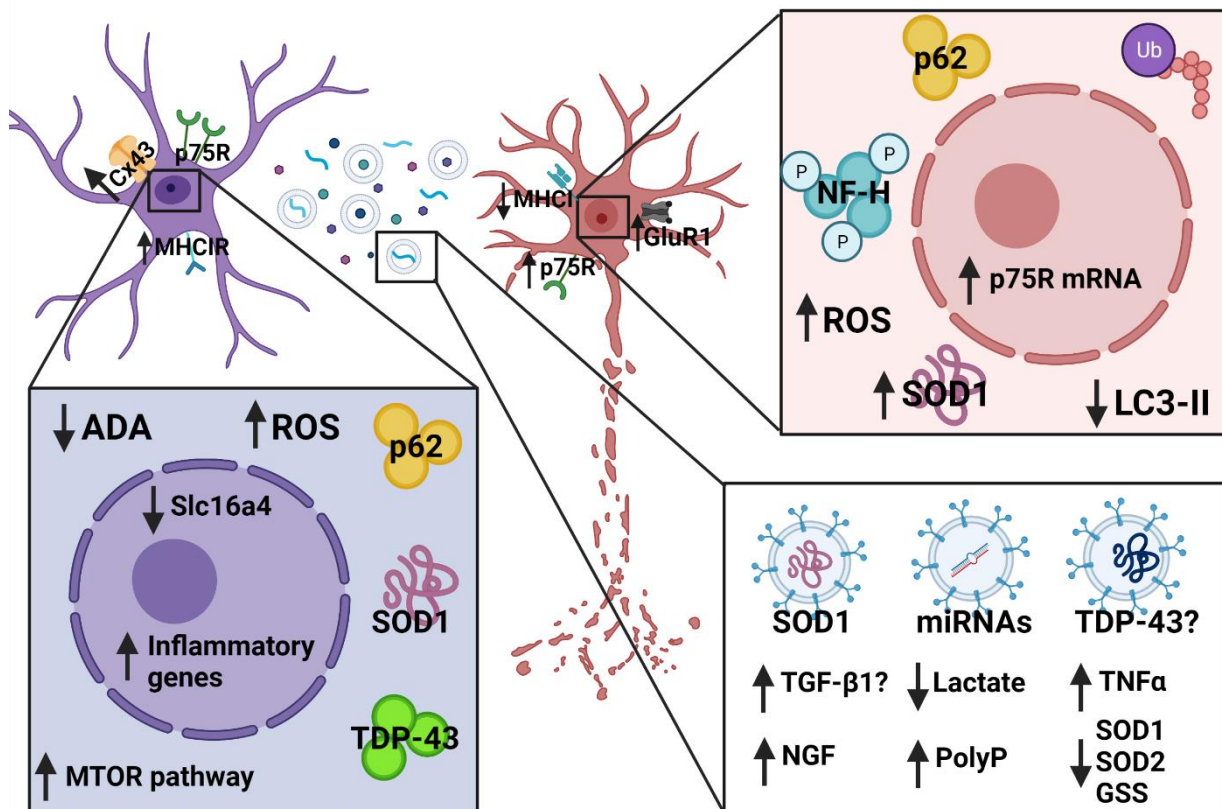 Cx43
p75R
MHCIR
MHCI
GluR1
p75R
p62
Ub
P
P
NF-H
P
p75R mRNA
ROS
SOD1
LC3-II
ADA
ROS
p62
Slc16a4
SOD1
Inflammatory
genes
TDP-43
MTOR pathway
SOD1
miRNAs
TDP-43?
TGF-β1?
Lactate
TNFα
NGF
PolyP
SOD1
SOD2
GSS